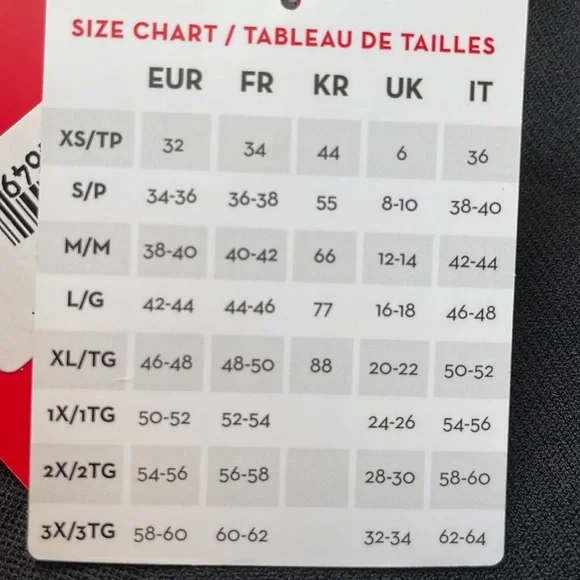 SIZE CHART / TABLEAU DE TAILLES
EUR FR KR UK IT
XS/TP 32 34 44 6 36
S/P 34-36 36-38 55 8-10 38-40
M/M 38-40 40-42 66 12-14 42-44
L/G 42-44 44-46 77 16-18 46-48
XL/TG 46-48 48-50 88 20-22 50-52
1X/1TG 50-52 52-54 24-26 54-56
2X/2TG 54-56 56-58 28-30 58-60
3X/3TG 58-60 60-62 32-34 62-64